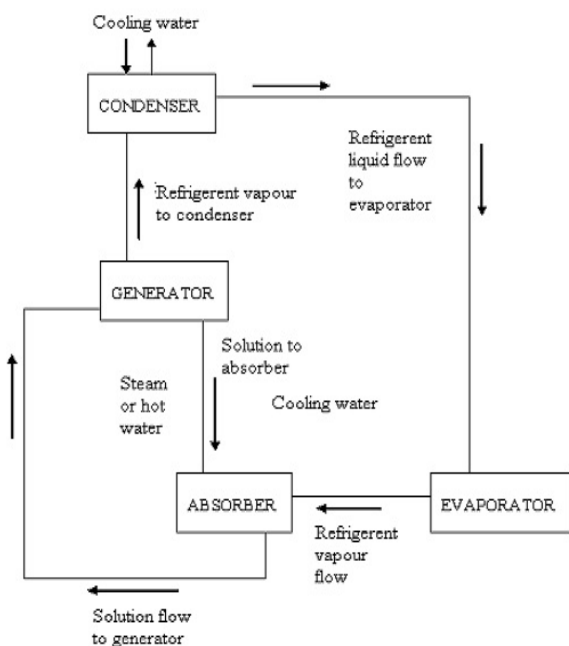 Cooling water
CONDENSER
Refrigerent
liquid flow
to
evaporator
Refrigerent vapour
to condenser
GENERATOR
Solution to
absorber
Steam
or hot
water
Cooling water
ABSORBER
EVAPORATOR
Refrigerent
vapour
flow
Solution flow
to generator